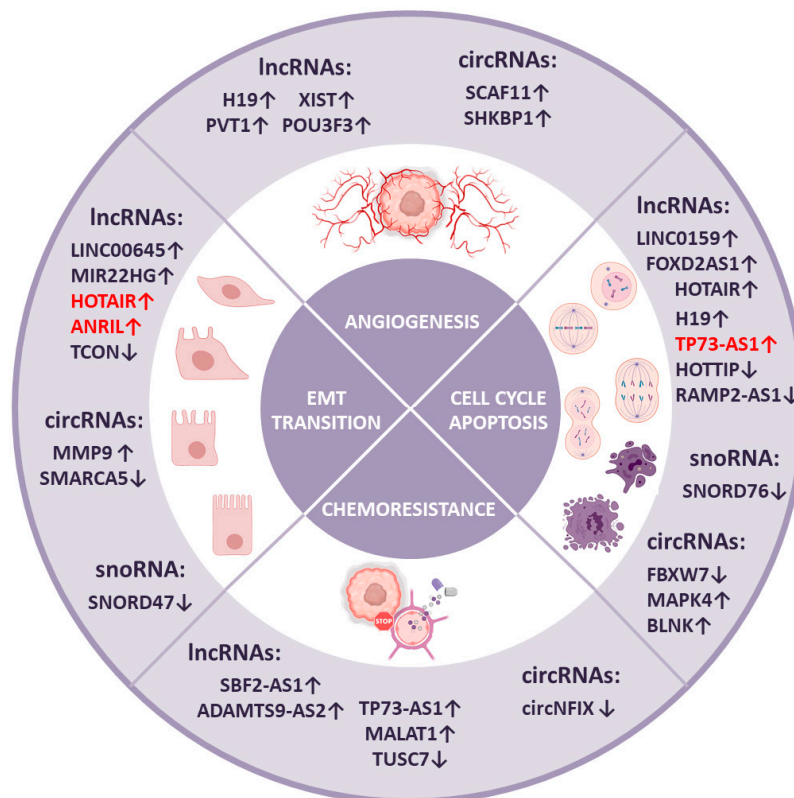 lncRNAs:
H19↑ XIST↑
PVT1↑ POU3F3↑
circRNAs:
SCAF11↑
SHKBP1↑
lncRNAs:
LINC00645↑
MIR22HG↑
HOTAIR↑
ANRIL↑
TCON↓
circRNAs:
MMP9↑
SMARCA5↓
snoRNA:
SNORD47↓
ANGIOGENESIS
EMT
TRANSITION
CELL CYCLE
APOPTOSIS
CHEMORESISTANCE
lncRNAs:
LINC0159↑
FOXD2AS1↑
HOTAIR↑
H19↑
TP73-AS1↑
HOTTIP↓
RAMP2-AS1↓
snoRNA:
SNORD76↓
circRNAs:
FBXW7↓
MAPK4↑
BLNK↑
STOP
lncRNAs:
SBF2-AS1↑
ADAMTS9-AS2↑
TP73-AS1↑
MALAT1↑
TUSC7↓
circRNAs:
circNFIX↓